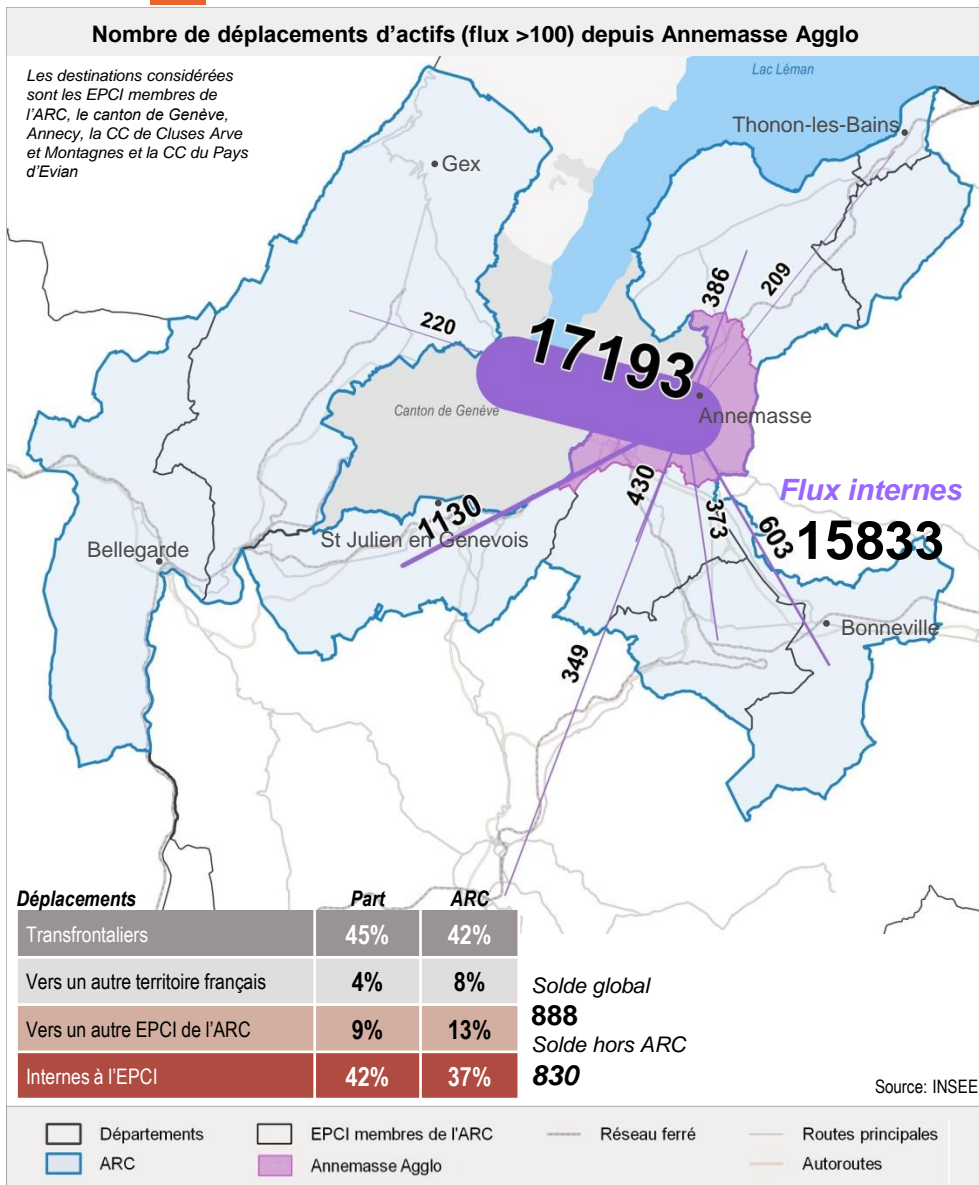 Nombre de déplacements d’actifs (flux >100) depuis Annemasse Agglo
Les destinations considérées
sont les EPCI membres de
l’ARC, le canton de Genève,
Annecy, la CC de Cluses Arve
et Montagnes et la CC du Pays
d’Evian
Lac Léman
Thonon-les-Bains
Gex
386
209
220
17193
Canton de Genève
Annemasse
Flux internes
15833
430
373
603
1130
St Julien en Genevois
Bellegarde
Bonneville
349
Déplacements Part ARC
Transfrontaliers 45% 42%
Vers un autre territoire français 4% 8%
Vers un autre EPCI de l’ARC 9% 13%
Internes à l’EPCI 42% 37%
Solde global
888
Solde hors ARC
830
Source: INSEE
Départements EPCI membres de l'ARC Réseau ferré Routes principales
ARC Annemasse Agglo Autoroutes